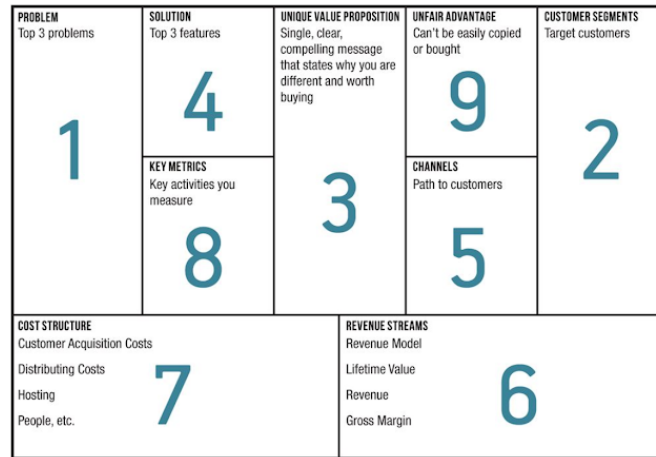 PROBLEM
Top 3 problems
1
SOLUTION
Top 3 features
4
KEY METRICS
Key activities you
measure
8
UNIQUE VALUE PROPOSITION
Single, clear,
compelling message
that states why you are
different and worth
buying
3
UNFAIR ADVANTAGE
Can't be easily copied
or bought
9
CHANNELS
Path to customers
5
CUSTOMER SEGMENTS
Target customers
2
COST STRUCTURE
Customer Acquisition Costs
Distributing Costs
Hosting
People, etc.
7
REVENUE STREAMS
Revenue Model
Lifetime Value
Revenue
Gross Margin
6